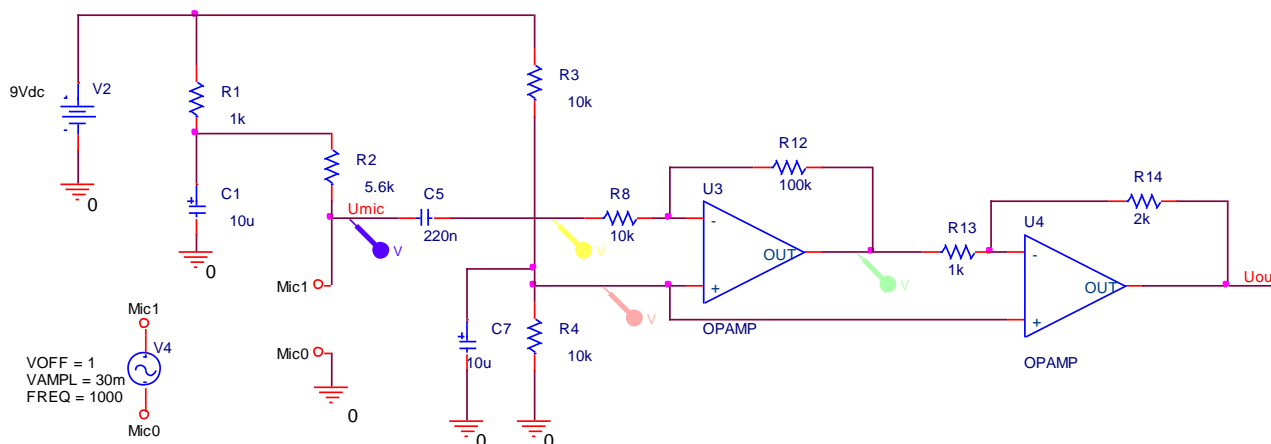 9Vdc
V2
0
R1
1k
C1
10u
0
R2
5.6k
Umic
C5
220n
V
Mic1
Mic0
0
Mic1
V4
VOFF = 1
VAMPL = 30m
FREQ = 1000
Mic0
R3
10k
V
V
C7
10u
0
R4
10k
0
R8
10k
R12
100k
U3
-
+
OUT
OPAMP
V
R13
1k
R14
2k
U4
-
+
OUT
OPAMP
Uou